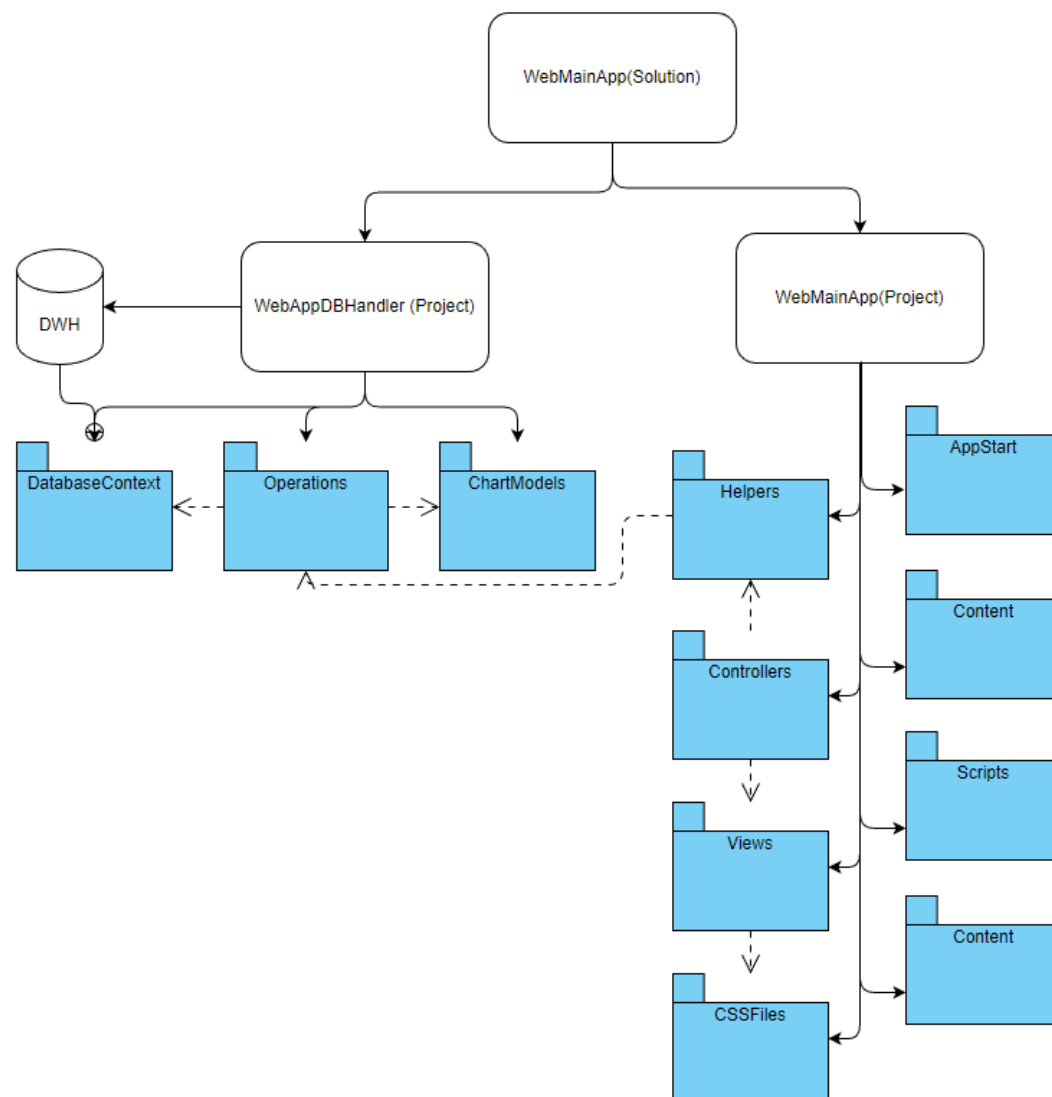 WebMainApp(Solution)
WebAppDBHandler (Project)
WebMainApp(Project)
DWH
DatabaseContext
Operations
ChartModels
Helpers
AppStart
Controllers
Content
Views
Scripts
CSSFiles
Content